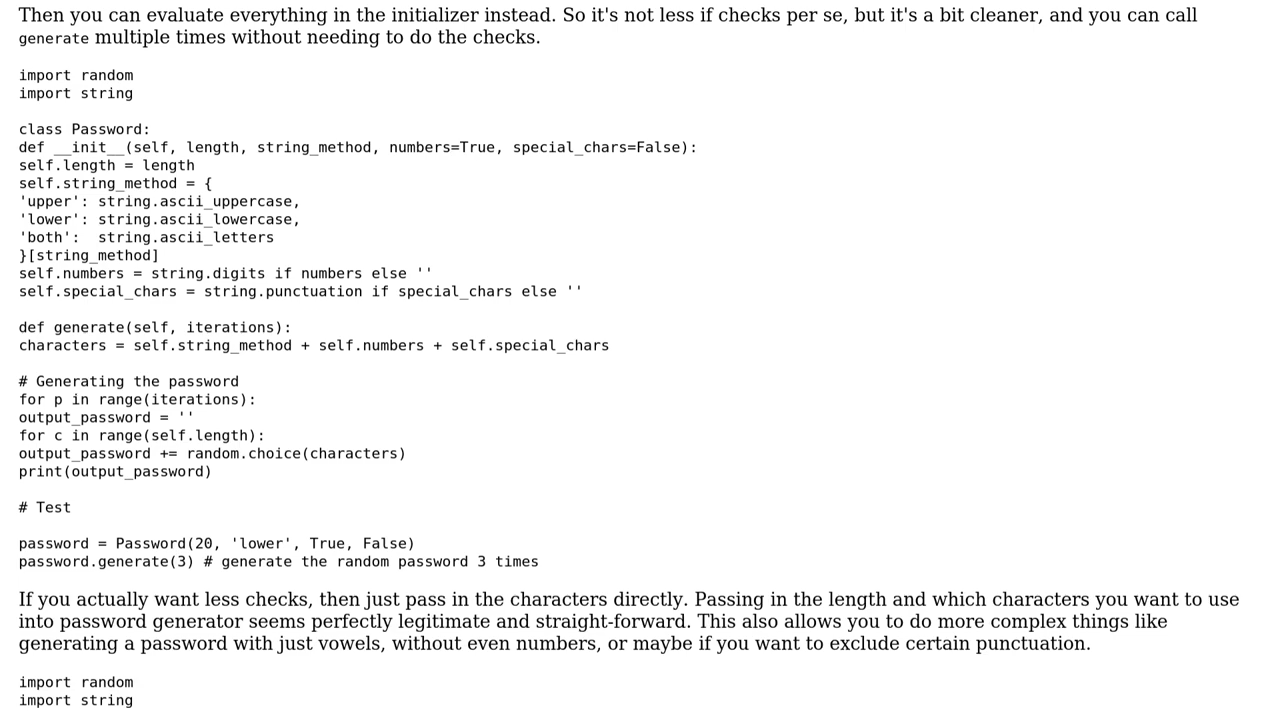 Then you can evaluate everything in the initializer instead. So it's not less if checks per se, but it's a bit cleaner, and you can call
generate multiple times without needing to do the checks.
import random
import string
class Password:
def __init__(self, length, string_method, numbers=True, special_chars=False):
self.length = length
self.string_method = {
'upper': string.ascii_uppercase,
'lower': string.ascii_lowercase,
'both':  string.ascii_letters
}[string_method]
self.numbers = string.digits if numbers else ''
self.special_chars = string.punctuation if special_chars else ''
def generate(self, iterations):
characters = self.string_method + self.numbers + self.special_chars
# Generating the password
for p in range(iterations):
output_password = ''
for c in range(self.length):
output_password += random.choice(characters)
print(output_password)
# Test
password = Password(20, 'lower', True, False)
password.generate(3) # generate the random password 3 times
If you actually want less checks, then just pass in the characters directly. Passing in the length and which characters you want to use
into password generator seems perfectly legitimate and straight-forward. This also allows you to do more complex things like
generating a password with just vowels, without even numbers, or maybe if you want to exclude certain punctuation.
import random
import string